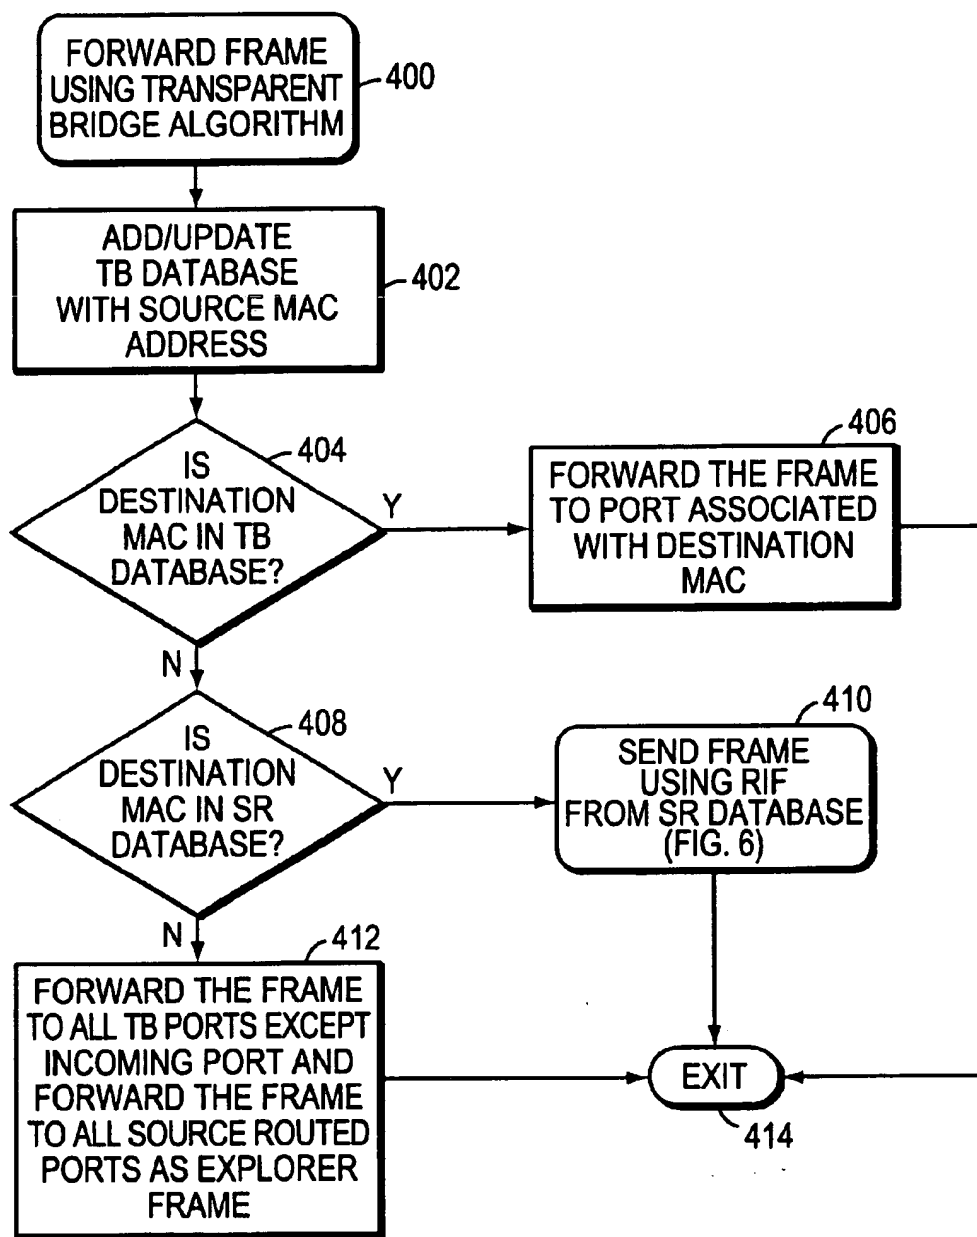 FORWARD FRAME
USING TRANSPARENT
BRIDGE ALGORITHM
400
ADD/UPDATE
TB DATABASE
WITH SOURCE MAC
ADDRESS
402
IS
DESTINATION
MAC IN TB
DATABASE?
404
Y
FORWARD THE FRAME
TO PORT ASSOCIATED
WITH DESTINATION
MAC
406
N
IS
DESTINATION
MAC IN SR
DATABASE?
408
Y
SEND FRAME
USING RIF
FROM SR DATABASE
(FIG. 6)
410
N
FORWARD THE FRAME
TO ALL TB PORTS EXCEPT
INCOMING PORT AND
FORWARD THE FRAME
TO ALL SOURCE ROUTED
PORTS AS EXPLORER
FRAME
412
EXIT
414